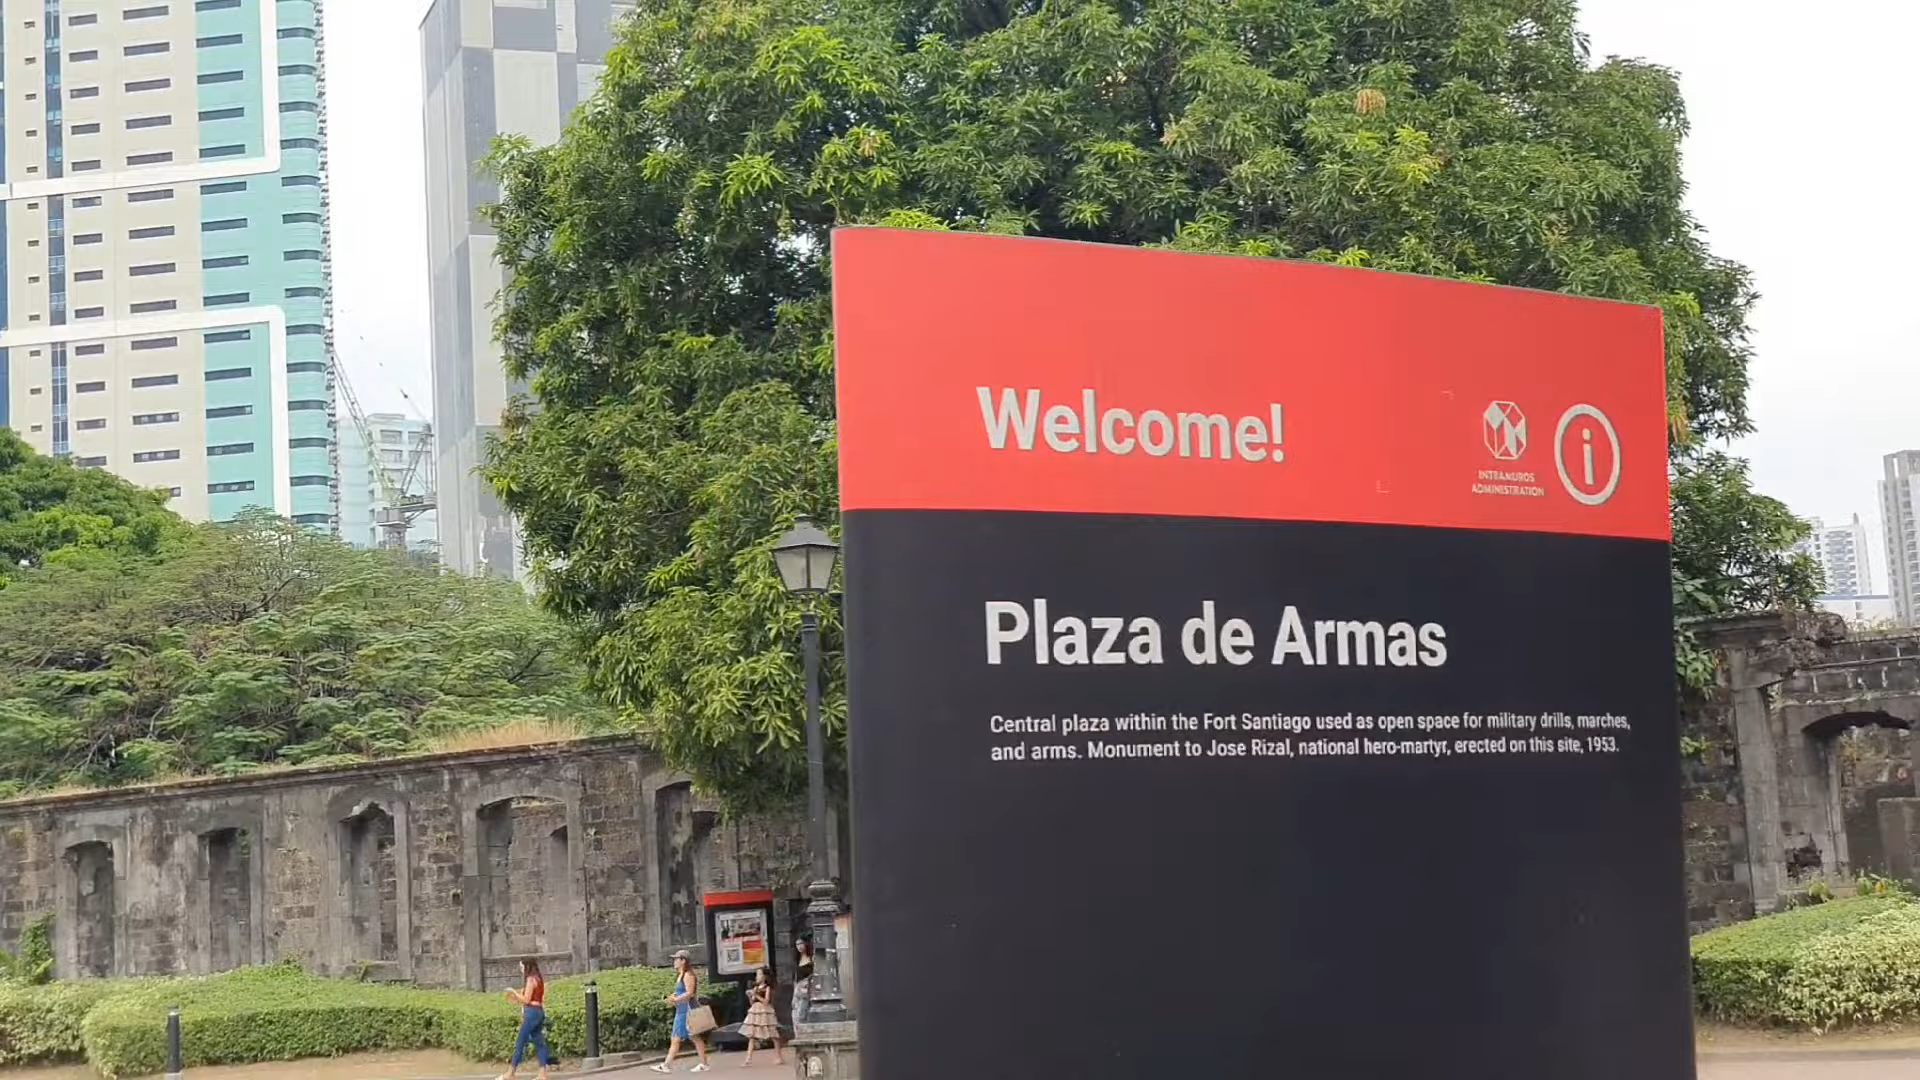 Welcome!
INTRAMUROS
ADMINISTRATION
i
Plaza de Armas
Central plaza within the Fort Santiago used as open space for military drills, marches,
and arms. Monument to Jose Rizal, national hero-martyr, erected on this site, 1953.